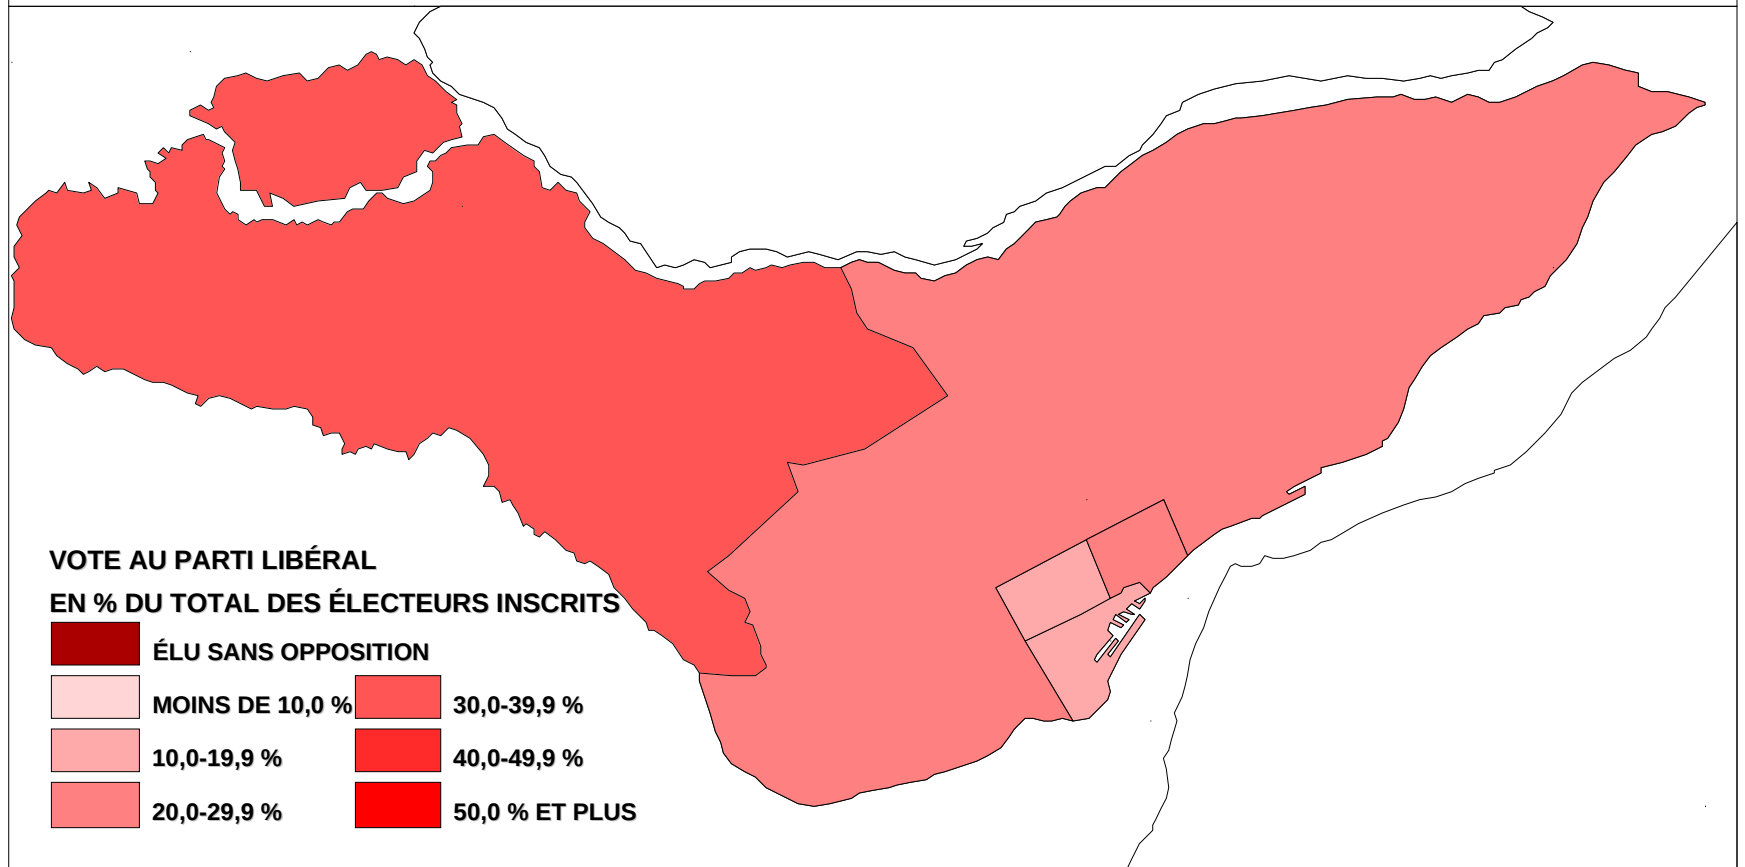 VOTE AU PARTI LIBÉRAL
EN % DU TOTAL DES ÉLECTEURS INSCRITS
ÉLU SANS OPPOSITION
MOINS DE 10,0 % 30,0-39,9 %
10,0-19,9 % 40,0-49,9 %
20,0-29,9 % 50,0 % ET PLUS